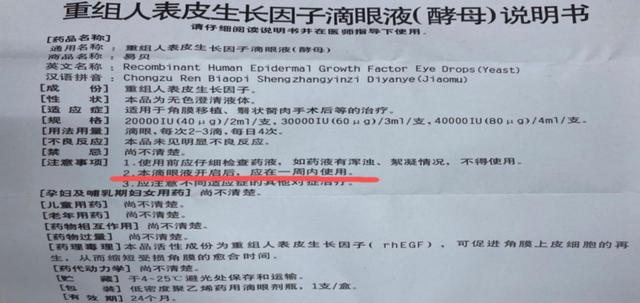 重组人表皮生长因子滴眼液(酵母)说明书
请仔细阅读说明书并在医师指导下使用。
[药品名称]
通用名称：重组人表皮生长因子滴眼液(酵母)
商品名称：易贝
英文名称：Recombinant Human Epidermal Growth Factor Eye Drops(Yeast)
汉语拼音：Chongzu Ren Biaopi Shengzhangyinzi Diyanye(Jiaomu)
[成 份] 重组人表皮生长因子。
[性 状] 本品为无色澄清液体。
[适 应 症] 适用于角膜移植、翳状胬肉手术后等的治疗。
[规 格] 20000IU(40μg)/2ml/支，30000IU(60μg)/3ml/支，40000IU(80μg)/4ml/支。
[用法用量] 滴眼，每次2-3滴，每日4次。
[不良反应] 本品未见明显不良反应。
[禁 忌] 尚不清楚。
[注意事项] 1.使用前应仔细检查药液，如药液有浑浊、絮凝情况，不得使用。
2.本滴眼液开启后，应在一周内使用。
3.应注意不同适应症的其他对症治疗。
[孕妇及哺乳期妇女用药] 尚不清楚。
[儿童用药] 尚不清楚。
[老年用药] 尚不清楚。
[药物相互作用] 尚不清楚。
[药物过量] 尚不清楚。
[药理毒理] 本品活性成份为重组人表皮生长因子(rhEGF)，可促进角膜上皮细胞的再
生，从而缩短受损角膜的愈合时间。
[药代动力学] 尚不清楚。
[贮 藏] 于4~25℃避光处保存和运输。
[包 装] 低密度聚乙烯药用滴眼剂瓶，1支/盒。
[有 效 期] 24个月。